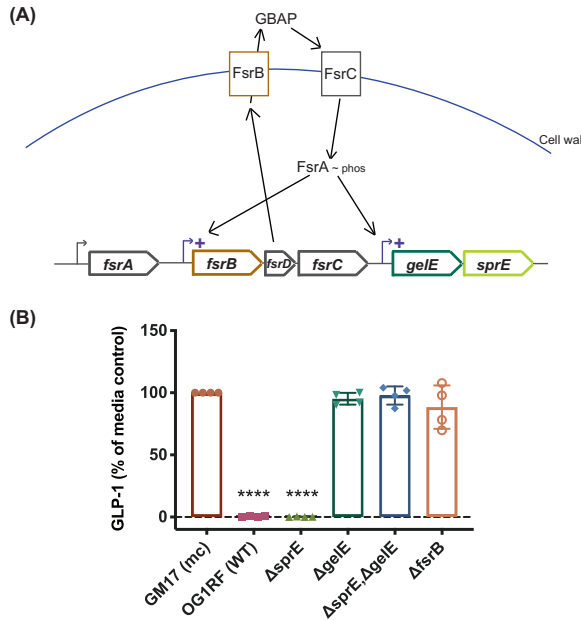 (A)
GBAP
FsrB
FsrC
Cell wal
FsrA ~ phos
+
+
fsrA
fsrB
fsrD
fsrC
gelE
sprE
(B)
GLP-1 (% of media control)
150
100
50
0
****
****
GM17 (mc)
OG1RF (WT)
ΔsprE
ΔgelE
ΔsprE,ΔgelE
ΔfsrB